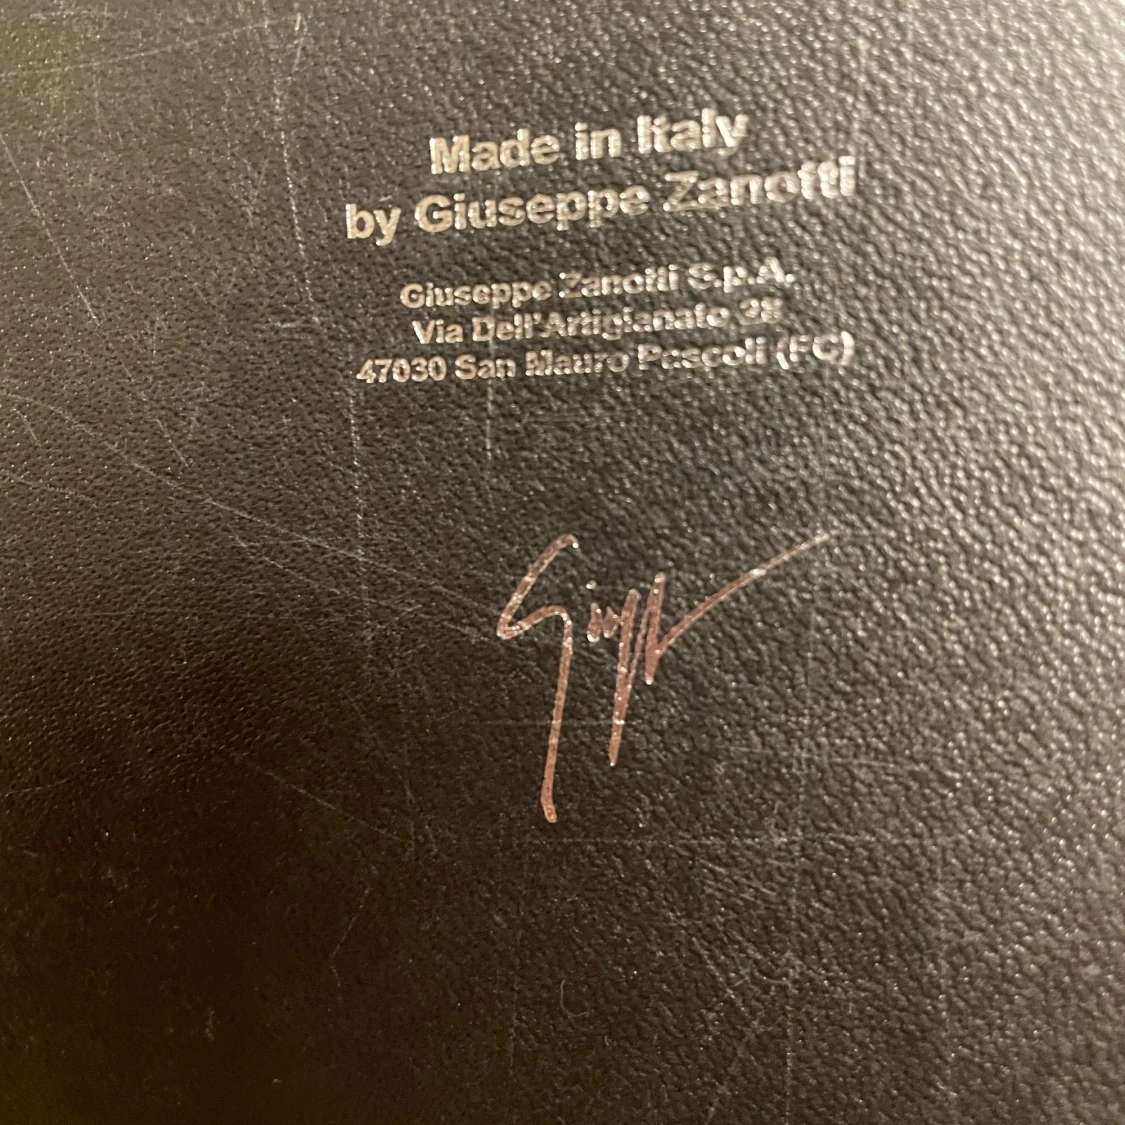 Made in Italy
by Giuseppe Zanotti
Giuseppe Zanotti S.p.A.
Via Dell'Artigianato 28
47030 San Mauro Pascoli (FC)